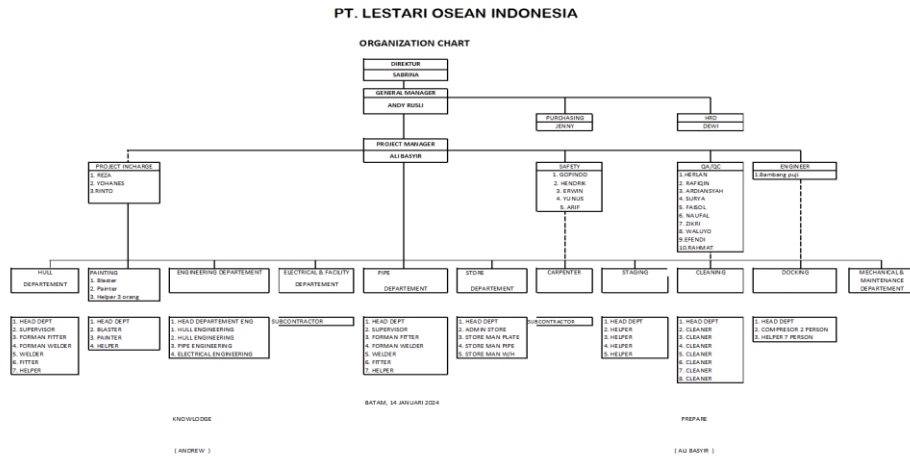 PT. LESTARI OSEAN INDONESIA
ORGANIZATION CHART
DIREKTUR
SABRINA
GENERAL MANAGER
ANDY RUSLI
PURCHASING
JENNY
HRD
DEWI
PROJECT MANAGER
ALI BASYIR
PROJECT INCHARGE
1. REZA
2. YOHANES
3.RINTO
SAFETY
1. GOPINDO
2. HENDRIK
3. ERWIN
4. YUNUS
5. ARIF
QA/QC
1.HERLAN
2. RAFIQIN
3. ARDIANSYAH
4. SURYA
5. FAISOL
6. NAUFAL
7. ZIKRI
8. WALUYO
9.EFENDI
10.RAHMAT
ENGINEER
1.Bambang puji
HULL
DEPARTEMENT
PAINTING
1. Blaster
2. Painter
3. Helper 3 orang
ENGINEERING DEPARTEMENT
ELECTRICAL & FACILITY
DEPARTEMENT
PIPE
DEPARTEMENT
STORE
DEPARTEMENT
CARPENTER
STAGING
CLEANING
DOCKING
MECHANICAL &
MAINTENANCE
DEPARTEMENT
1. HEAD DEPT
2. SUPERVISOR
3. FORMAN FITTER
4. FORMAN WELDER
5. WELDER
6. FITTER
7. HELPER
1. HEAD DEPT
2. BLASTER
3. PAINTER
4. HELPER
1. HEAD DEPARTEMENT ENG
1. HULL ENGINEERING
2. HULL ENGINEERING
3. PIPE ENGINEERING
4. ELECTRICAL ENGINEERING
SUBCONTRACTOR
1. HEAD DEPT
2. SUPERVISOR
3. FORMAN FITTER
4. FORMAN WELDER
5. WELDER
6. FITTER
7. HELPER
1. HEAD DEPT
2. ADMIN STORE
3. STORE MAN PLATE
4. STORE MAN PIPE
5. STORE MAN W/H
SUBCONTRACTOR
1. HEAD DEPT
2. HELPER
3. HELPER
4. HELPER
5. HELPER
1. HEAD DEPT
2. CLEANER
3. CLEANER
4. CLEANER
5. CLEANER
6. CLEANER
7. CLEANER
8. CLEANER
1. HEAD DEPT
2. COMPRESOR 2 PERSON
3. HELPER 7 PERSON
BATAM, 14 JANUARI 2024
KNOWLODGE
PREPARE
( ANDREW )
( ALI BASYIR )